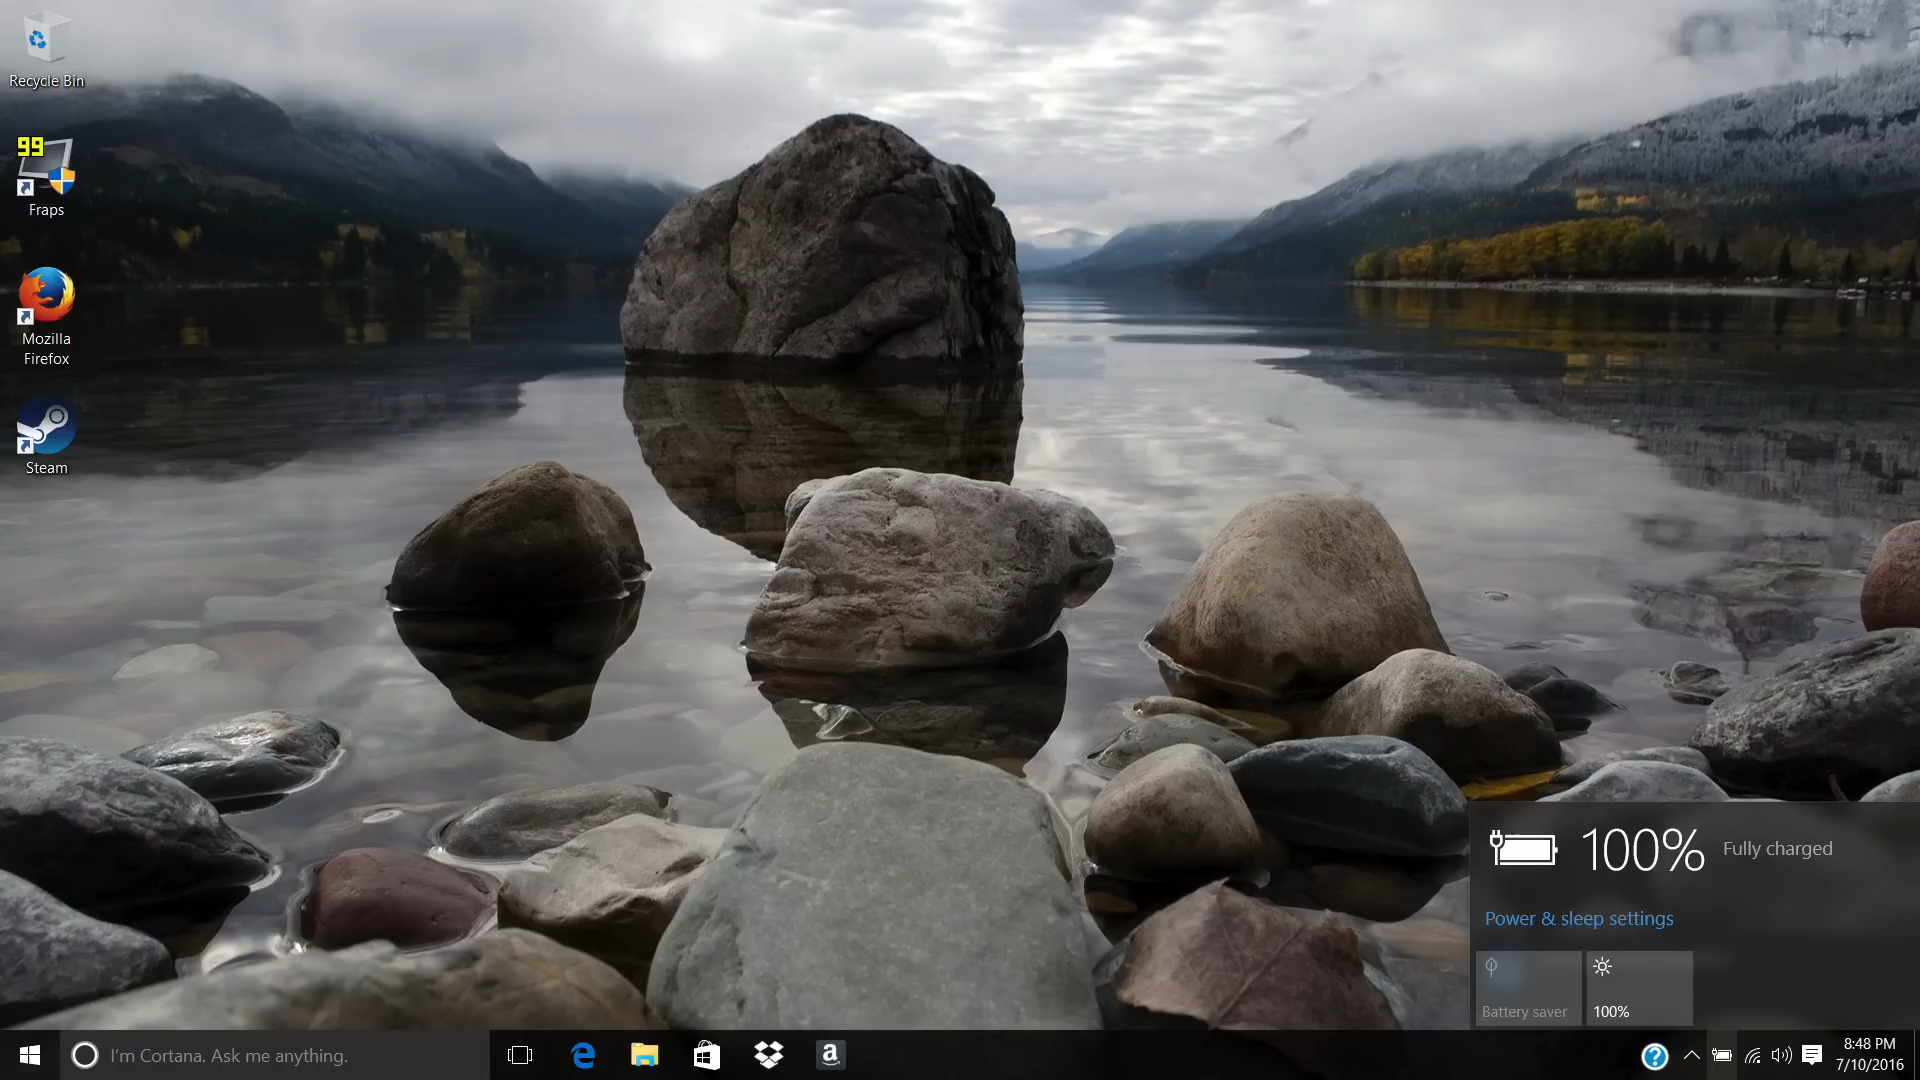 Recycle Bin
99
Fraps
Mozilla
Firefox
Steam
100% Fully charged
Power & sleep settings
Battery saver
100%
I'm Cortana. Ask me anything.
e
a
?
8:48 PM
7/10/2016